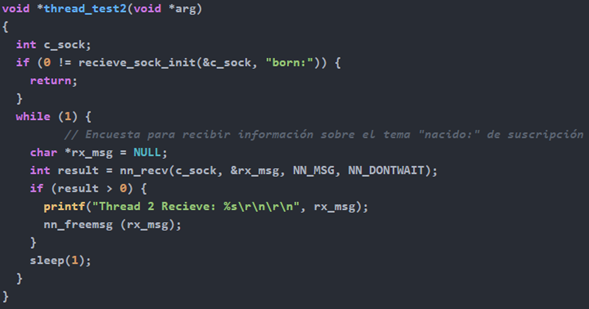 void *thread_test2(void *arg)
{
  int c_sock;
  if (0 != recieve_sock_init(&c_sock, "born:")) {
    return;
  }
  while (1) {
        // Encuesta para recibir información sobre el tema "nacido:" de suscripción
    char *rx_msg = NULL;
    int result = nn_recv(c_sock, &rx_msg, NN_MSG, NN_DONTWAIT);
    if (result > 0) {
      printf("Thread 2 Recieve: %s\r\n\r\n", rx_msg);
      nn_freemsg (rx_msg);
    }
    sleep(1);
  }
}